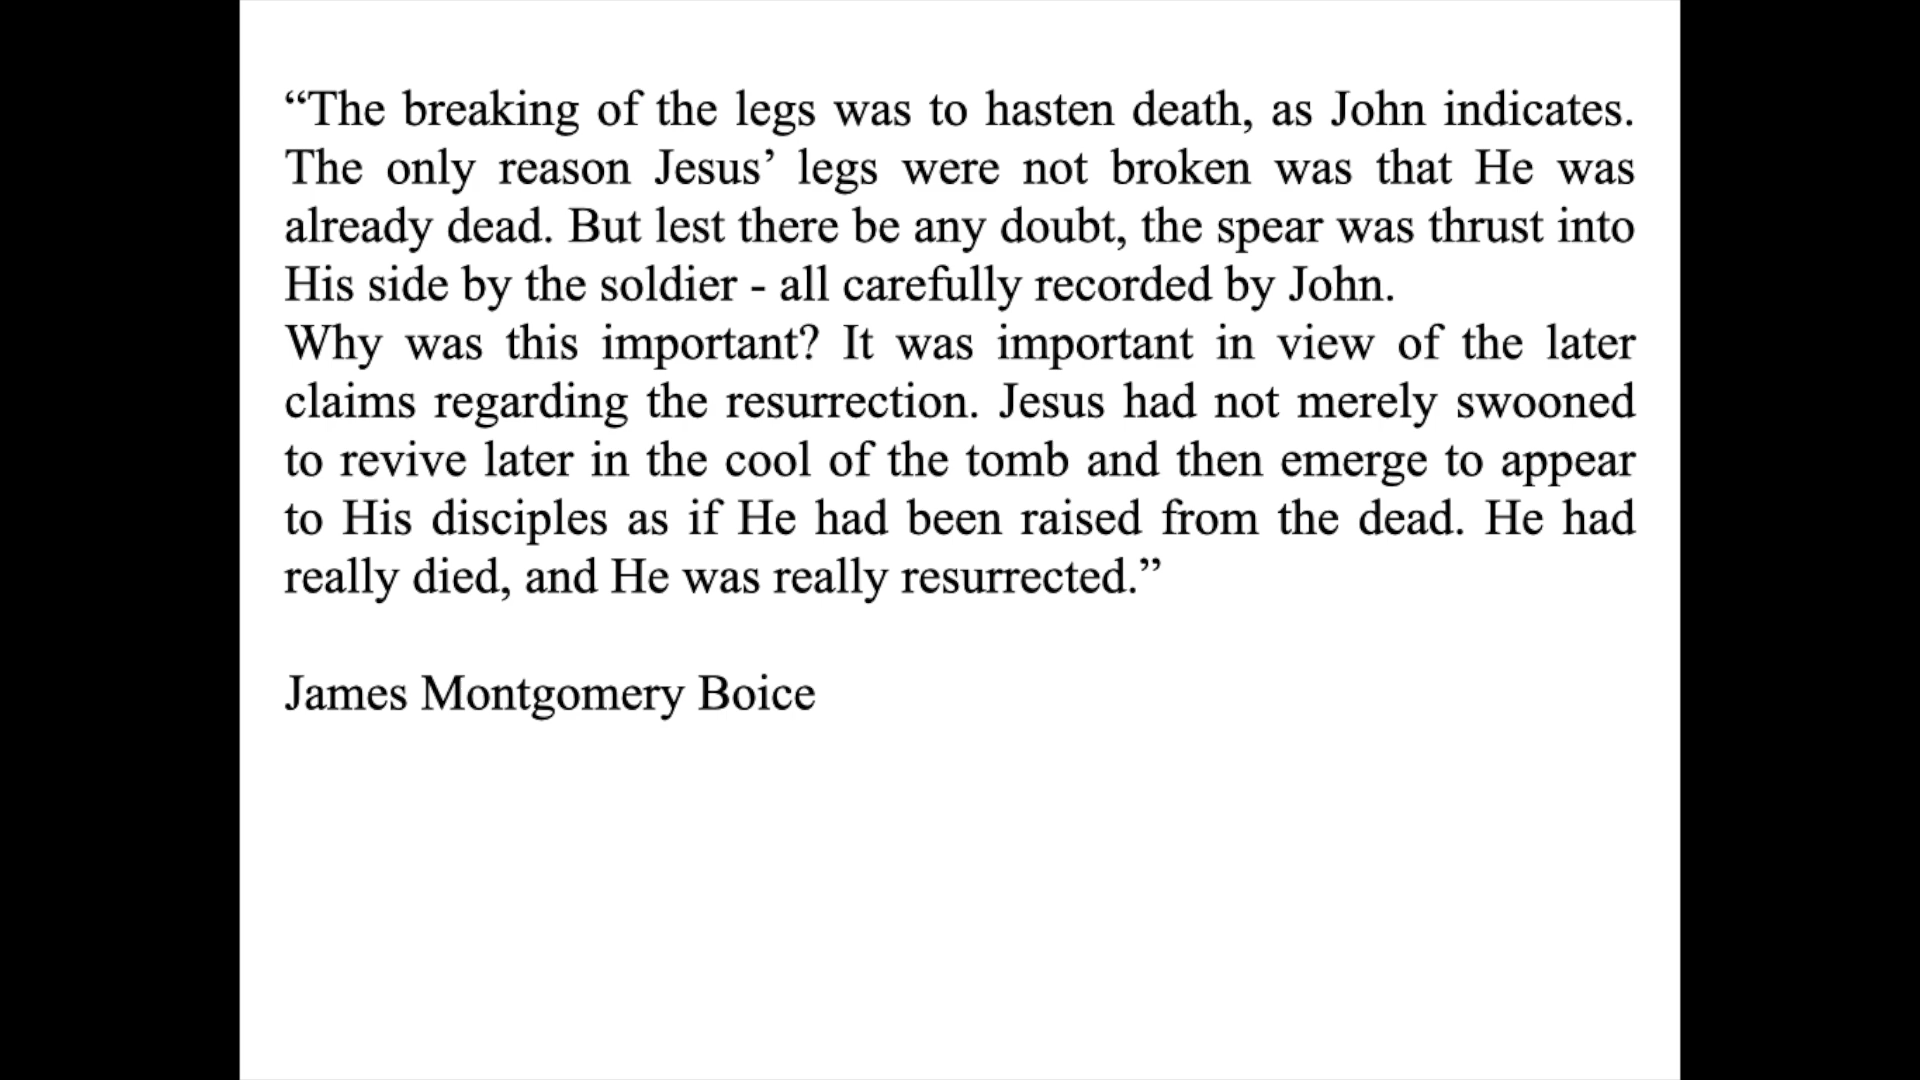 “The breaking of the legs was to hasten death, as John indicates.
The only reason Jesus’ legs were not broken was that He was
already dead. But lest there be any doubt, the spear was thrust into
His side by the soldier - all carefully recorded by John.
Why was this important? It was important in view of the later
claims regarding the resurrection. Jesus had not merely swooned
to revive later in the cool of the tomb and then emerge to appear
to His disciples as if He had been raised from the dead. He had
really died, and He was really resurrected.”
James Montgomery Boice